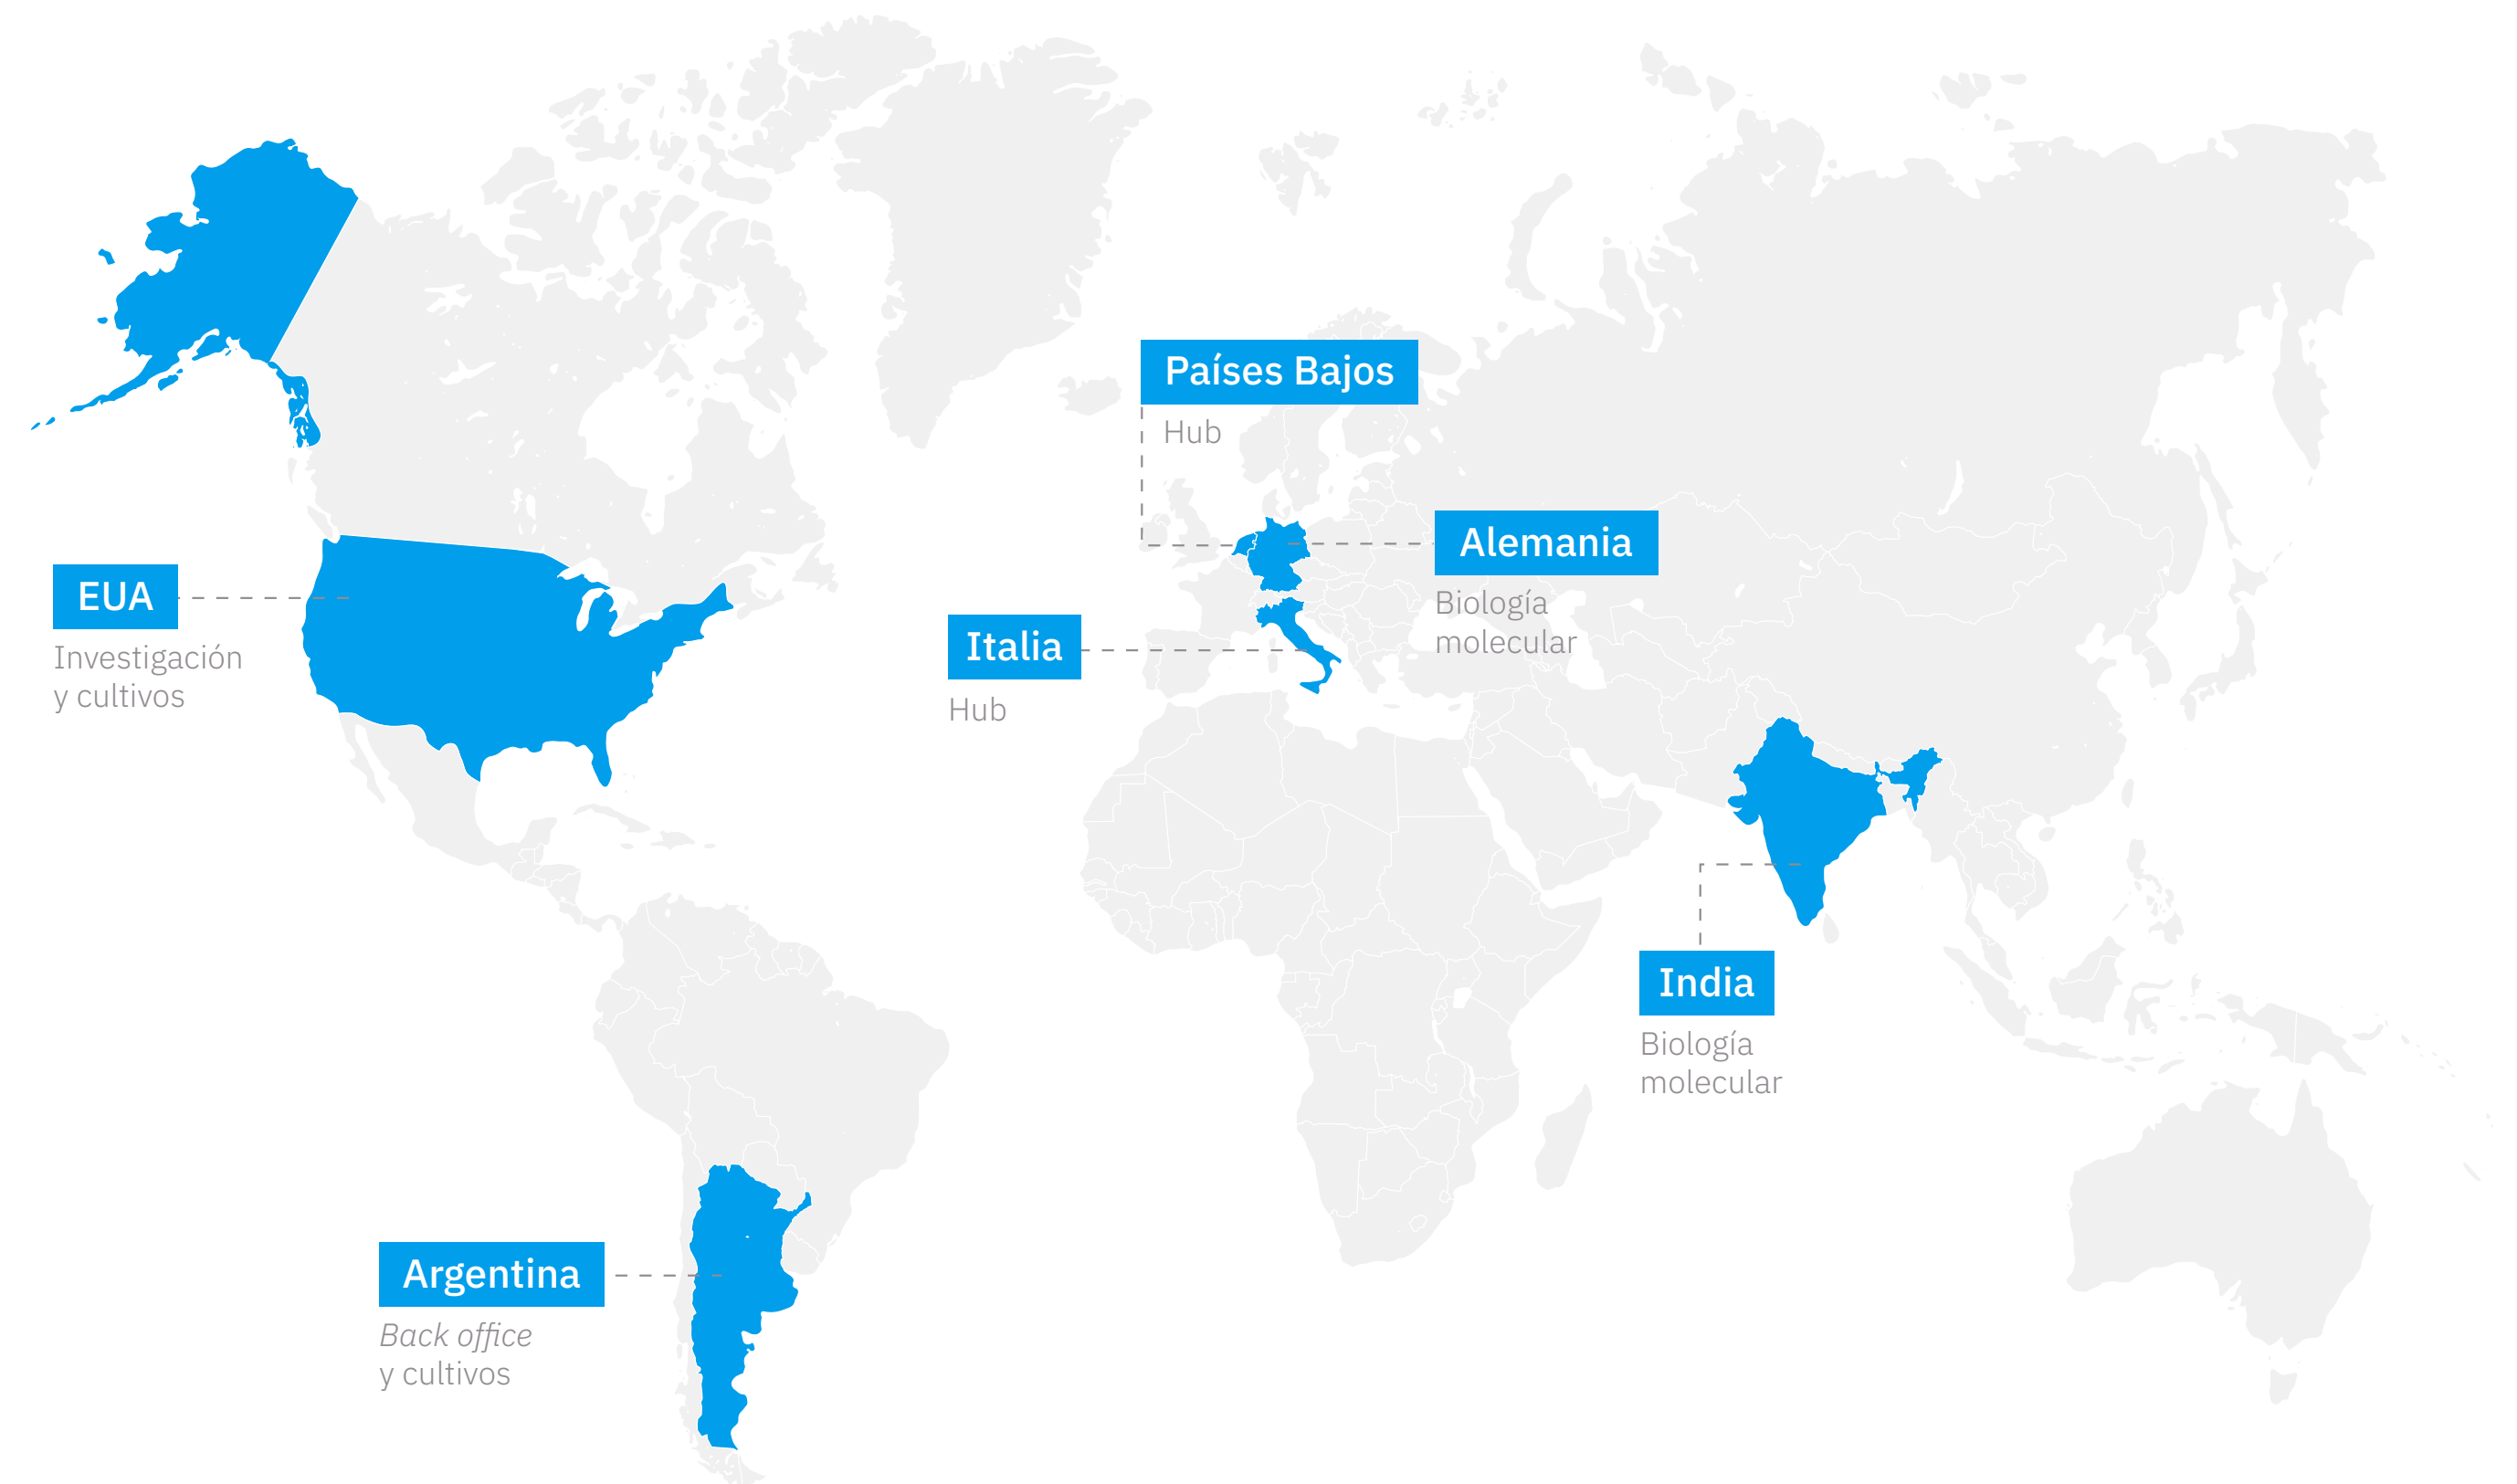 Países Bajos
Hub
Alemania
Biología
molecular
EUA
Investigación
y cultivos
Italia
Hub
India
Biología
molecular
Argentina
Back office
y cultivos